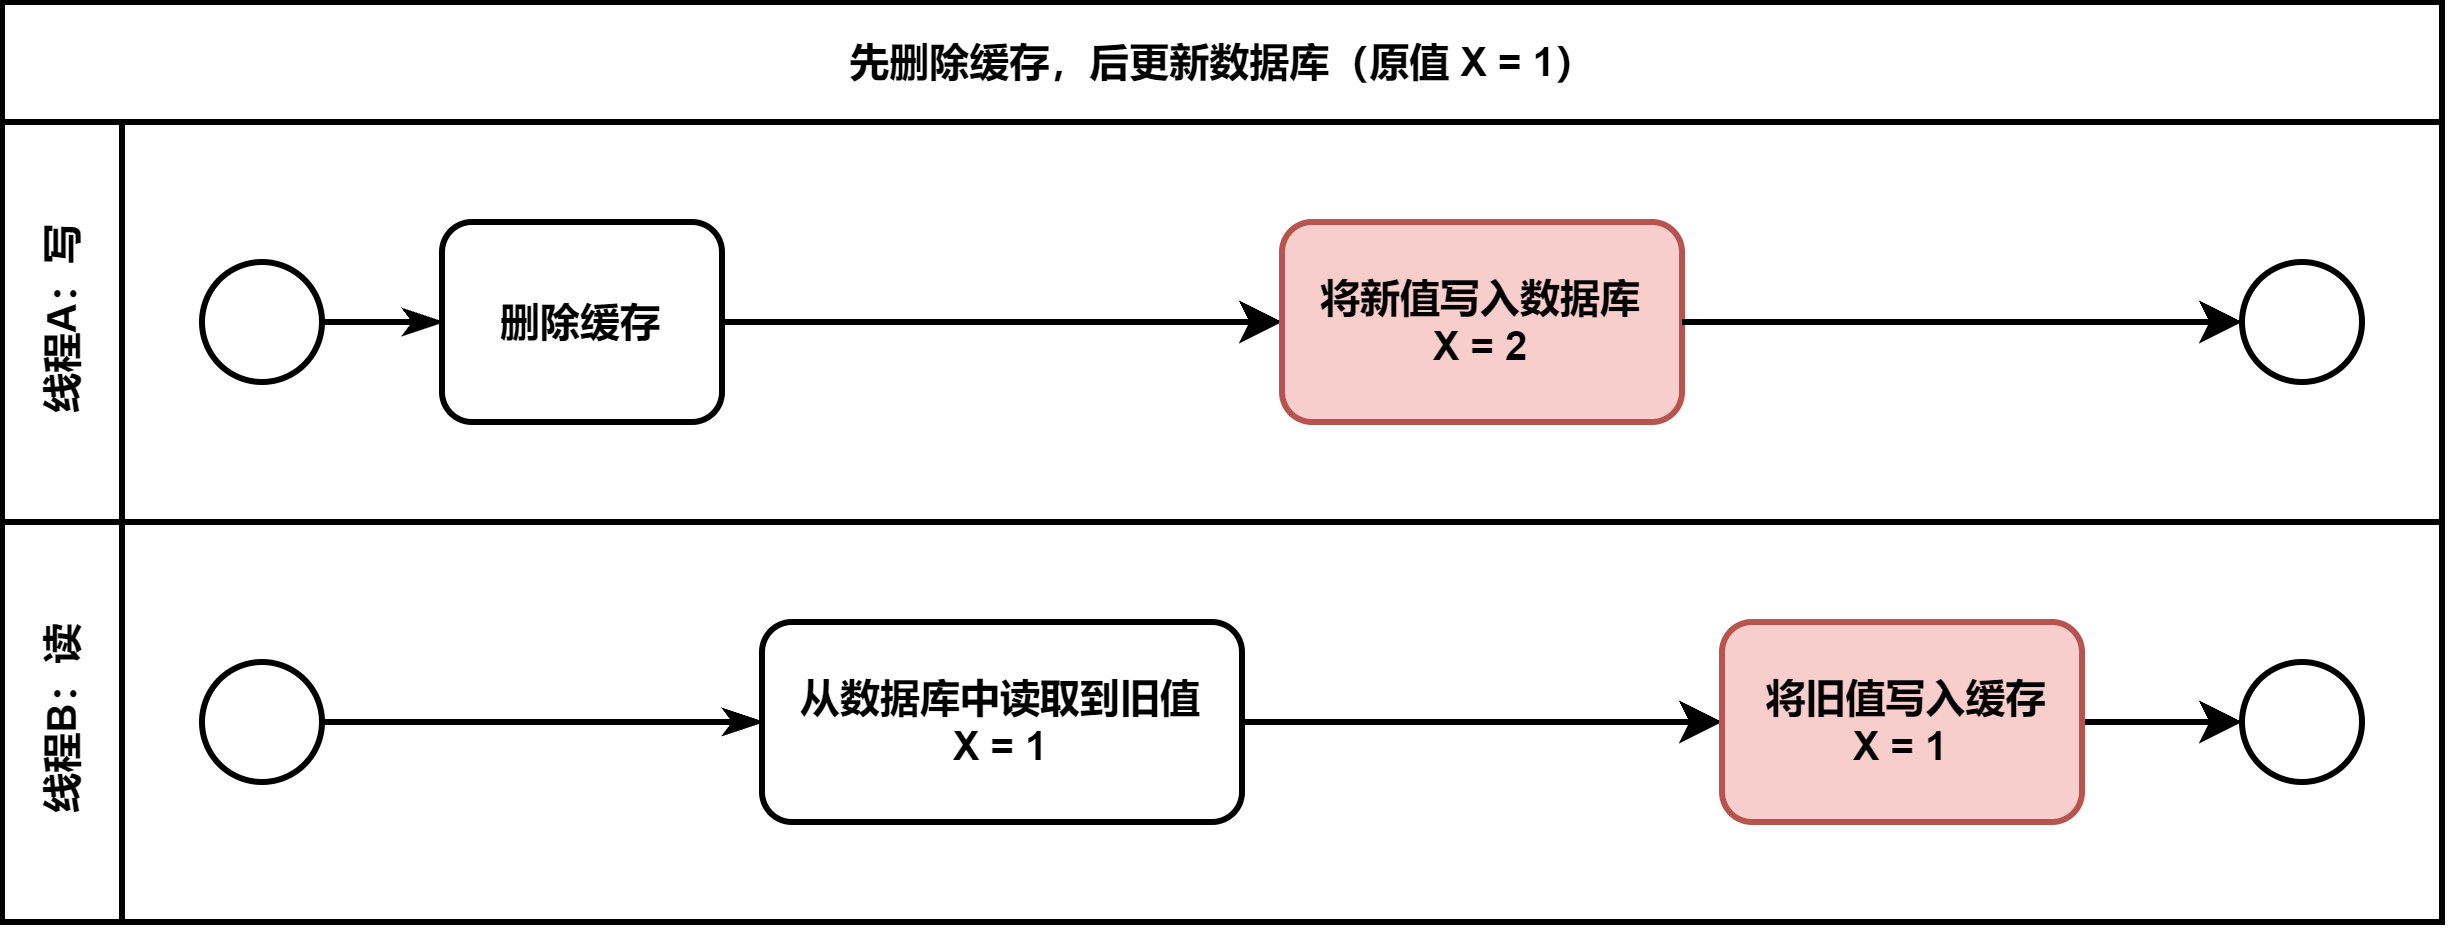 先删除缓存，后更新数据库（原值 X = 1）
线程A：写
删除缓存
将新值写入数据库
X = 2
线程B：读
从数据库中读取到旧值
X = 1
将旧值写入缓存
X = 1